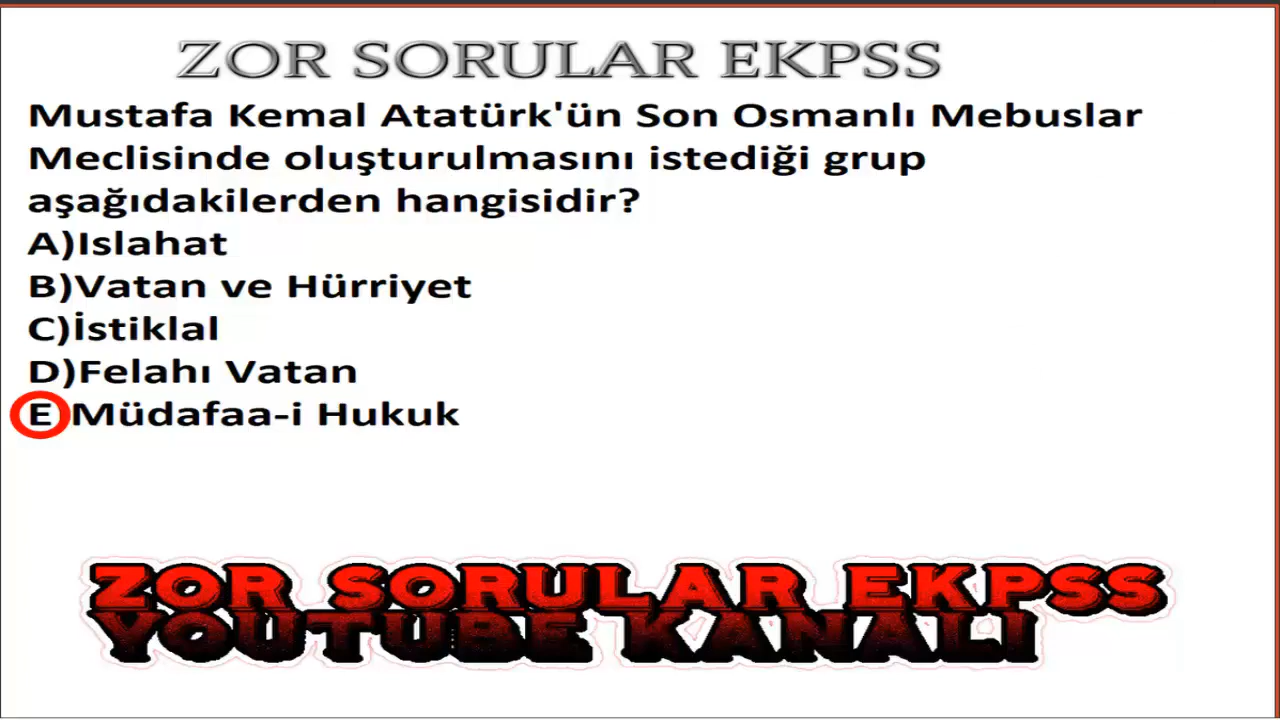 ZOR SORULAR EKPSS
Mustafa Kemal Atatürk'ün Son Osmanlı Mebuslar
Meclisinde oluşturulmasını istediği grup
aşağıdakilerden hangisidir?
A)Islahat
B)Vatan ve Hürriyet
C)İstiklal
D)Felahı Vatan
E Müdafaa-i Hukuk
ZOR SORULAR EKPSS
YOUTUBE KANALI